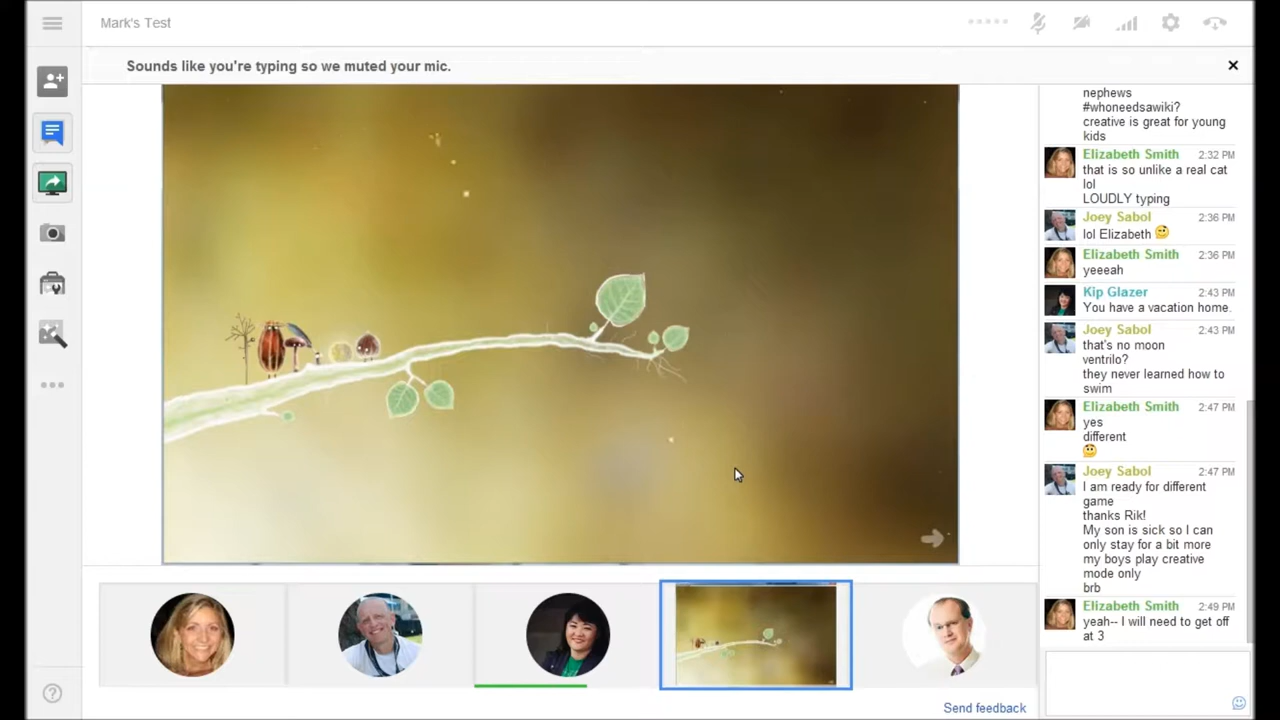 Mark's Test
Sounds like you're typing so we muted your mic.
nephews
#whoneedsawiki?
creative is great for young
kids
Elizabeth Smith 2:32 PM
that is so unlike a real cat
lol
LOUDLY typing
Joey Sabol 2:36 PM
lol Elizabeth
Elizabeth Smith 2:36 PM
yeeeah
Kip Glazer 2:43 PM
You have a vacation home.
Joey Sabol 2:43 PM
that's no moon
ventrilo?
they never learned how to
swim
Elizabeth Smith 2:47 PM
yes
different
Joey Sabol 2:47 PM
I am ready for different
game
thanks Rik!
My son is sick so I can
only stay for a bit more
my boys play creative
mode only
brb
Elizabeth Smith 2:49 PM
yeah-- I will need to get off
at 3
Send feedback